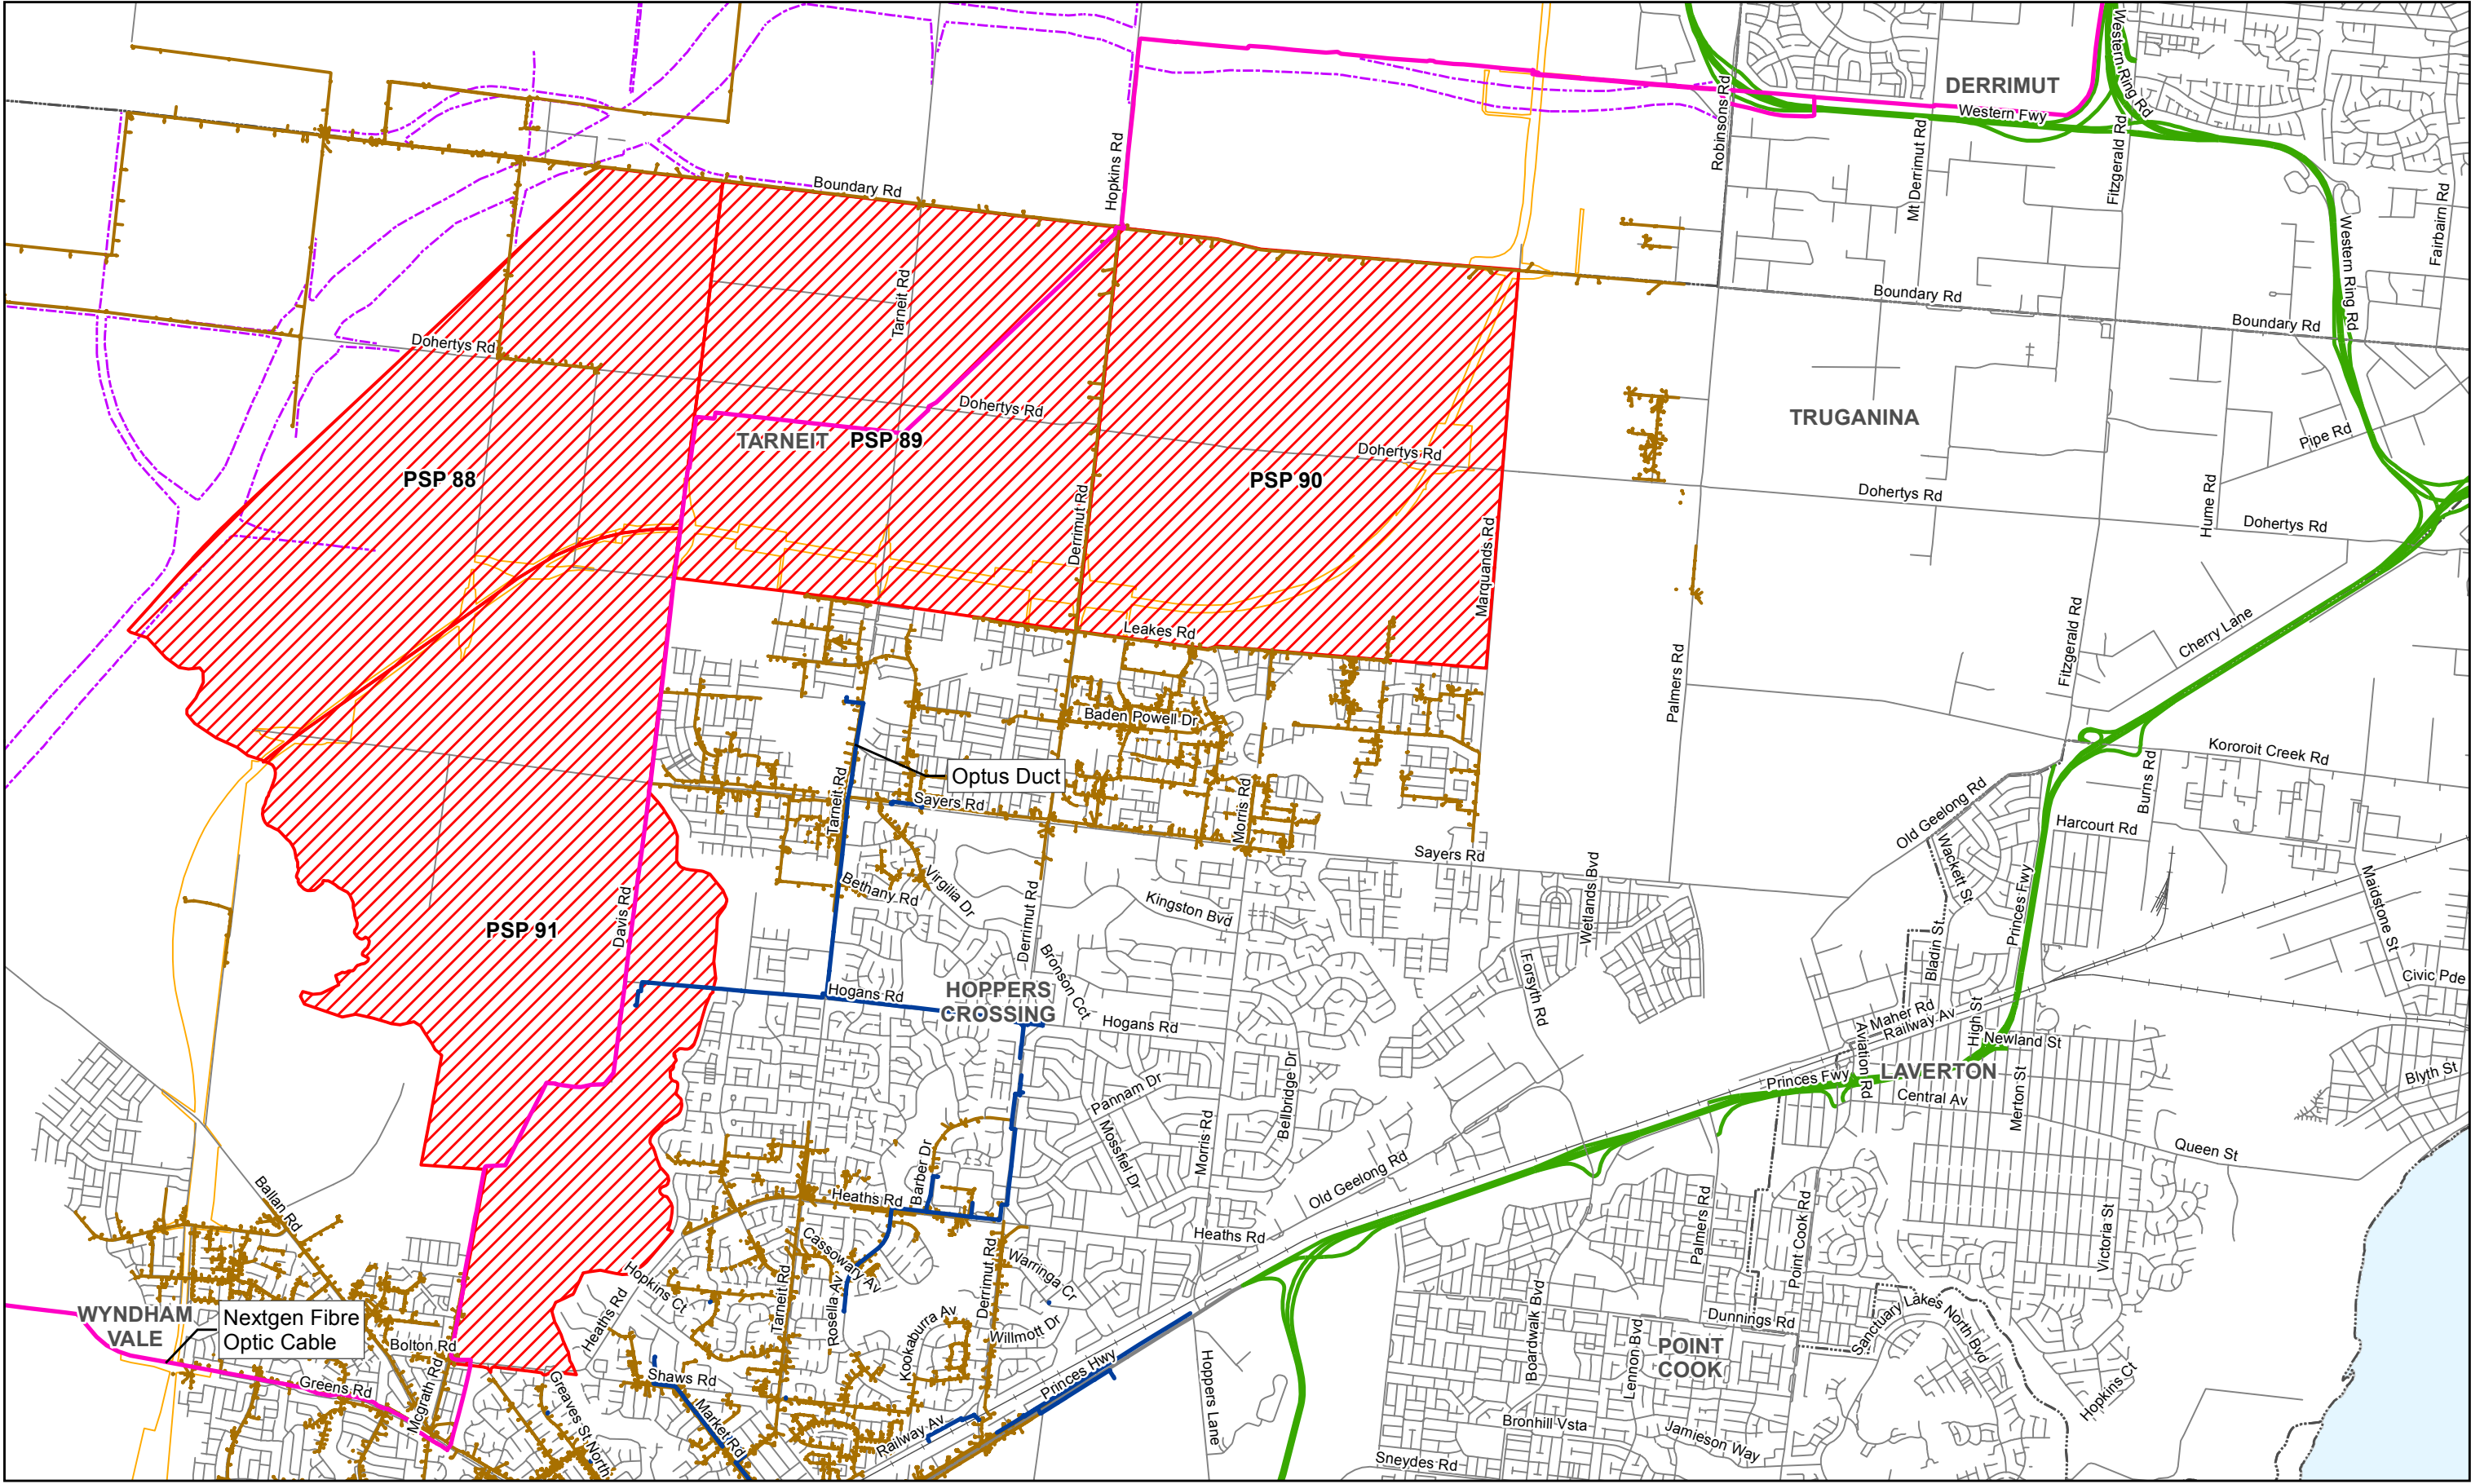 Western Ring Rd
DERRIMUT
Western Fwy
Robinsons Rd
Mt Derrimut Rd
Fitzgerald Rd
Hopkins Rd
Boundary Rd
Fairbairn Rd
Western Ring Rd
Tarneit Rd
Boundary Rd
Boundary Rd
Dohertys Rd
Dohertys Rd
TARNEIT
PSP 89
TRUGANINA
Pipe Rd
Dohertys Rd
PSP 88
PSP 90
Dohertys Rd
Hume Rd
Dohertys Rd
Derrimut Rd
Marquands Rd
Leakes Rd
Palmers Rd
Fitzgerald Rd
Cherry Lane
Baden Powell Dr
Optus Duct
Kororoit Creek Rd
Burns Rd
Tarneit Rd
Sayers Rd
Morris Rd
Old Geelong Rd
Harcourt Rd
Sayers Rd
Wackett St
Princes Fwy
Maidstone St
Bethany Rd
Virgilia Dr
Kingston Bvd
Wetlands Bvd
Davis Rd
PSP 91
Derrimut Rd
Bronson Cct
Bladin St
Forsyth Rd
Civic Pde
Hogans Rd
HOPPERS
CROSSING
Hogans Rd
Maher Rd
Railway Av
High St
Newland St
Aviation Rd
LAVERTON
Princes Fwy
Central Av
Merton St
Blyth St
Pannam Dr
Mossfiel Dr
Bellbridge Dr
Morris Rd
Queen St
Old Geelong Rd
Ballan Rd
Barber Dr
Heaths Rd
Heaths Rd
Palmers Rd
Point Cook Rd
Victoria St
Cassowary Av
Derrimut Rd
Warringa Cr
Hopkins Ct
Tarneit Rd
Rosella Av
Heaths Rd
WYNDHAM
VALE
Nextgen Fibre
Optic Cable
Bolton Rd
Kookaburra Av
Willmott Dr
Boardwalk Bvd
Lennon Bvd
Dunnings Rd
POINT
COOK
Sanctuary Lakes North Bvd
Greens Rd
Mcgrath Rd
Greaves St North
Shaws Rd
Market Rd
Princes Hwy
Railway Av
Hoppers Lane
Hopkins Ct
Bronhill Vsta
Jamieson Way
Sneydes Rd